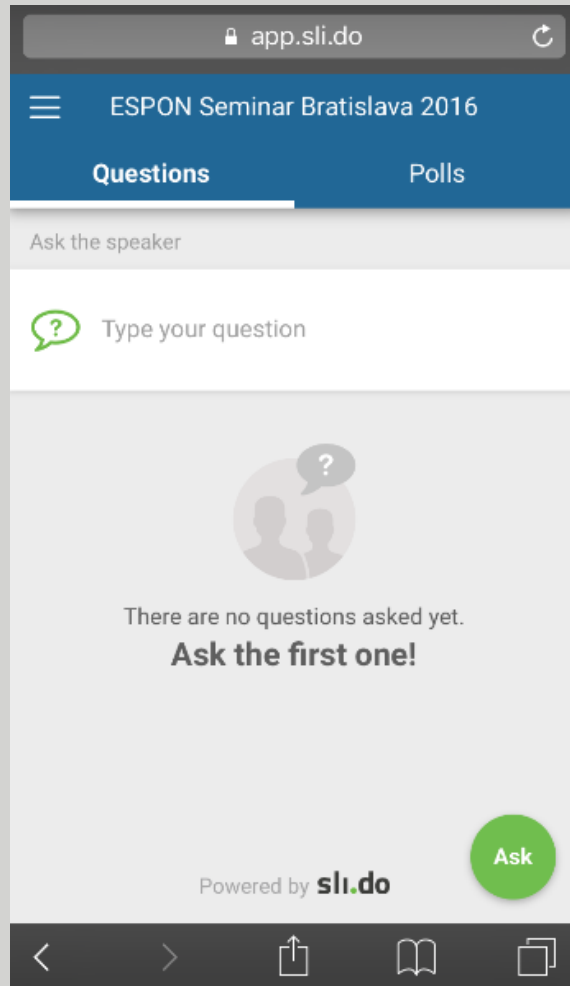 app.sli.do
ESPON Seminar Bratislava 2016
Questions Polls
Ask the speaker
? Type your question
?
There are no questions asked yet.
Ask the first one!
Ask
Powered by sli.do